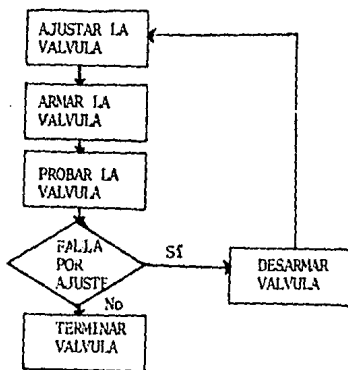 AJUSTAR LA
VALVULA
ARMAR LA
VALVULA
PROBAR LA
VALVULA
FALLA
POR
AJUSTE
Sí
DESARMAR
VALVULA
No
TERMINAR
VALVULA